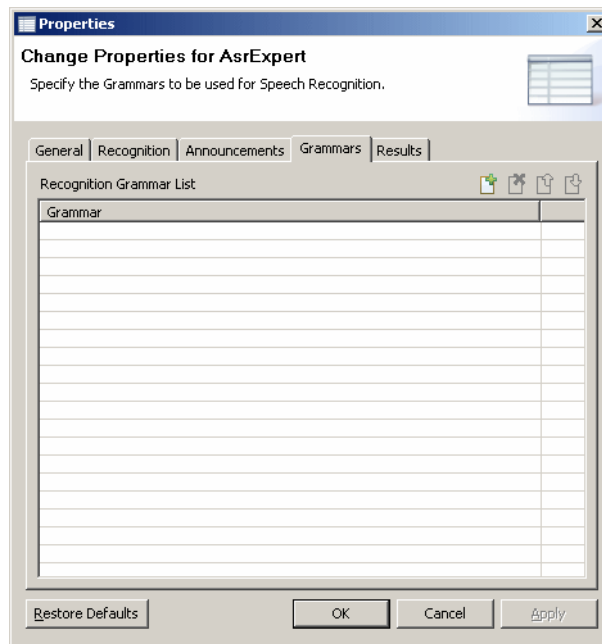 Properties
Change Properties for AsrExpert
Specify the Grammars to be used for Speech Recognition.
General Recognition Announcements Grammars Results
Recognition Grammar List
Grammar
Restore Defaults OK Cancel Apply